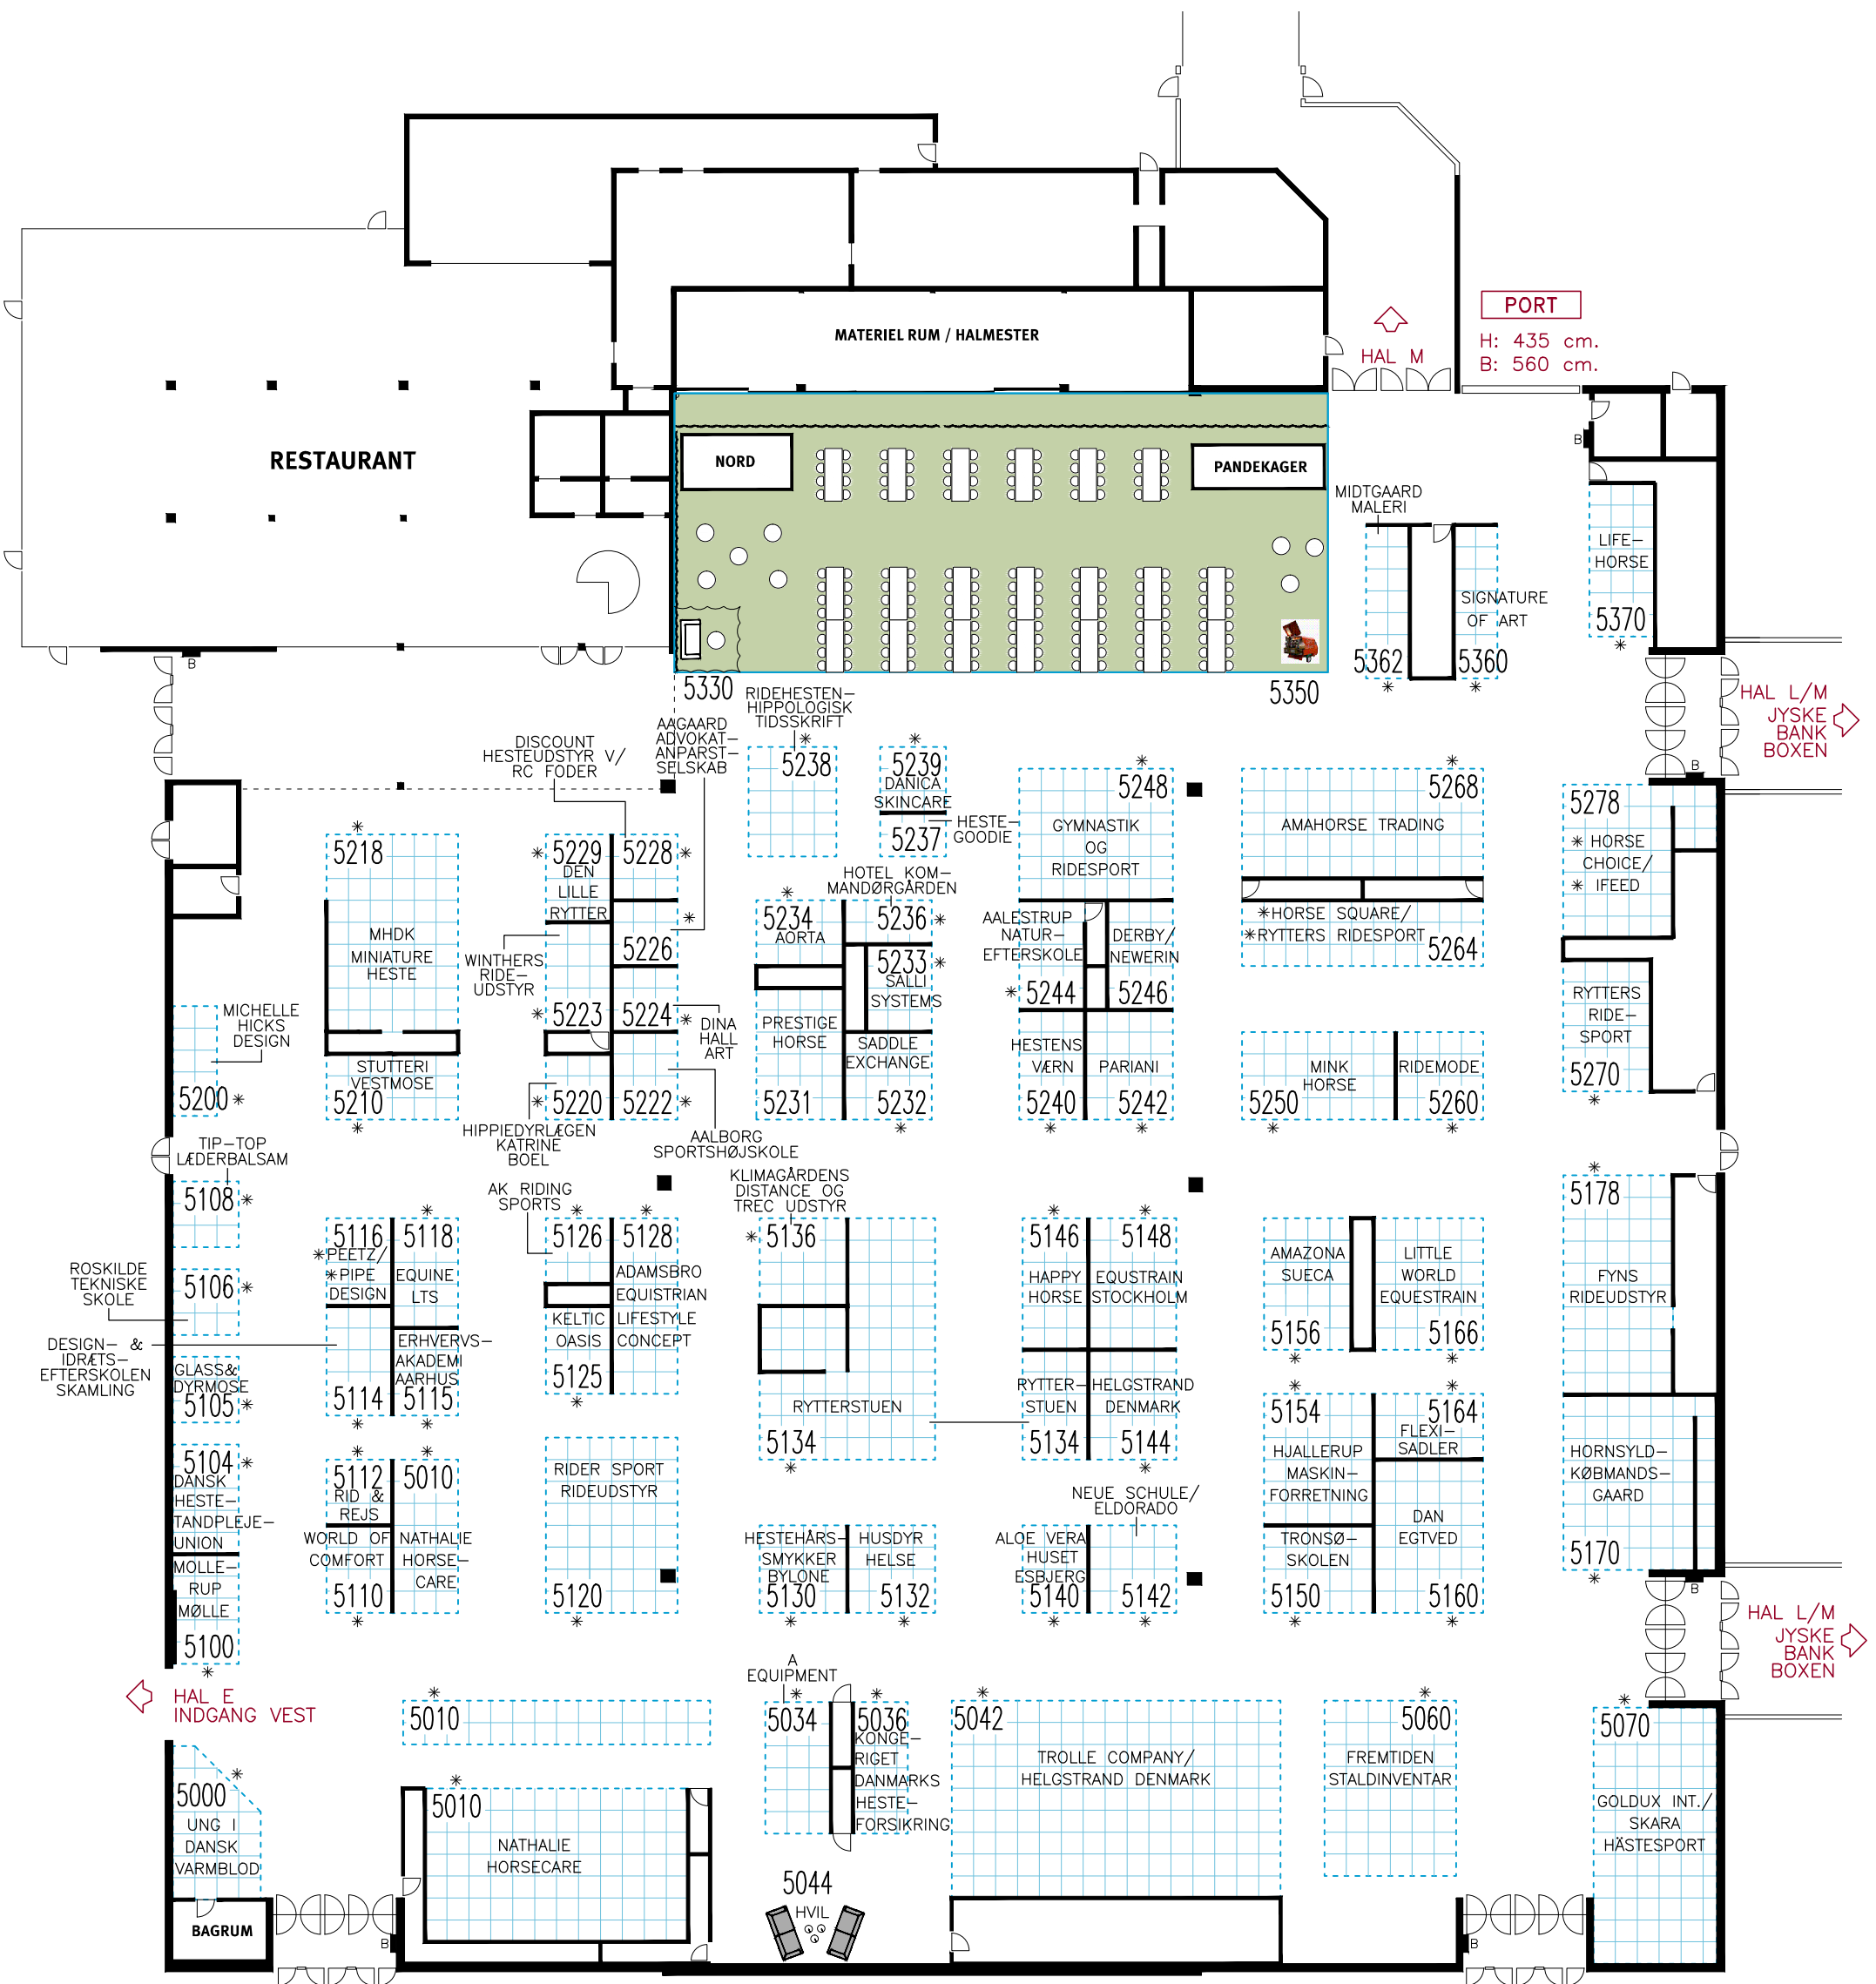 PORT
H: 435 cm.
B: 560 cm.
HAL M
MATERIEL RUM / HALMESTER
RESTAURANT
NORD
PANDEKAGER
B
MIDTGAARD
MALERI
LIFE-
HORSE
5370
*
SIGNATURE
OF ART
5362
*
5360
*
B
5330
5350
HAL L/M
JYSKE
BANK
BOXEN
B
RIDEHESTEN-
HIPPOLOGISK
TIDSSKRIFT
*
5238
AAGAARD
ADVOKAT-
ANPARST-
SELSKAB
DISCOUNT
HESTEUDSTYR V/
RC FODER
*
5239
DANICA
SKINCARE
5237
HESTE-
GOODIE
*
5248
GYMNASTIK
OG
RIDESPORT
*
5268
AMAHORSE TRADING
5278
* HORSE
CHOICE/
* IFEED
*
5218
MHDK
MINIATURE
HESTE
*
5229
DEN
LILLE
RYTTER
5228
*
*
5226
WINTHERS
RIDE-
UDSTYR
*
5223
5224
*
DINA
HALL
ART
HOTEL KOM-
MANDØRGÅRDEN
*
5234
AORTA
5236
*
5233
*
SALLI
SYSTEMS
PRESTIGE
HORSE
SADDLE
EXCHANGE
5231
5232
*
AALESTRUP
NATUR-
EFTERSKOLE
*
5244
DERBY/
NEWERIN
5246
HESTENS
VÆRN
PARIANI
5240
*
5242
*
*HORSE SQUARE/
*RYTTERS RIDESPORT
5264
MINK
HORSE
RIDEMODE
5250
*
5260
*
RYTTERS
RIDE-
SPORT
5270
*
MICHELLE
HICKS
DESIGN
5200
*
STUTTERI
VESTMOSE
5210
*
*
5220
5222
*
HIPPIEDYRLÆGEN
KATRINE
BOEL
AALBORG
SPORTSHØJSKOLE
TIP-TOP
LÆDERBALSAM
5108
*
ROSKILDE
TEKNISKE
SKOLE
5106
*
DESIGN- &
IDRÆTS-
EFTERSKOLEN
SKAMLING
GLASS&
DYRMOSE
5105
*
5104
*
DANSK
HESTE-
TANDPLEJE-
UNION
MOLLE-
RUP
MØLLE
5100
*
5116
*PEETZ/
*PIPE
DESIGN
*
5118
EQUINE
LTS
ERHVERVS-
AKADEMI
AARHUS
5114
*
5115
*
*
5112
RID &
REJS
*
5010
WORLD OF
COMFORT
NATHALIE
HORSE-
CARE
5110
*
AK RIDING
SPORTS
*
5126
*
5128
ADAMSBRO
EQUISTRIAN
LIFESTYLE
CONCEPT
KELTIC
OASIS
5125
*
RIDER SPORT
RIDEUDSTYR
5120
*
KLIMAGÅRDENS
DISTANCE OG
TREC UDSTYR
*
5136
RYTTERSTUEN
5134
*
HESTEHÅRS-
SMYKKER
BYLONE
5130
*
HUSDYR
HELSE
5132
*
*
5146
HAPPY
HORSE
*
5148
EQUSTRAIN
STOCKHOLM
RYTTER-
STUEN
5134
HELGSTRAND
DENMARK
5144
*
NEUE SCHULE/
ELDORADO
ALOE VERA
HUSET
ESBJERG
5140
*
5142
*
AMAZONA
SUECA
5156
*
LITTLE
WORLD
EQUESTRAIN
5166
*
*
5154
HJALLERUP
MASKIN-
FORRETNING
*
5164
FLEXI-
SADLER
DAN
EGTVED
TRONSØ-
SKOLEN
5150
*
5160
*
*
5178
FYNS
RIDEUDSTYR
HORNSYLD-
KØBMANDS-
GAARD
5170
*
B
HAL L/M
JYSKE
BANK
BOXEN
HAL E
INDGANG VEST
*
5000
UNG I
DANSK
VARMBLOD
BAGRUM
*
5010
*
5010
NATHALIE
HORSECARE
B
A
EQUIPMENT
*
5034
*
5036
KONGE-
RIGET
DANMARKS
HESTE-
FORSIKRING
5044
HVIL
*
5042
TROLLE COMPANY/
HELGSTRAND DENMARK
*
5060
FREMTIDEN
STALDINVENTAR
B
*
5070
GOLDUX INT./
SKARA
HÄSTESPORT